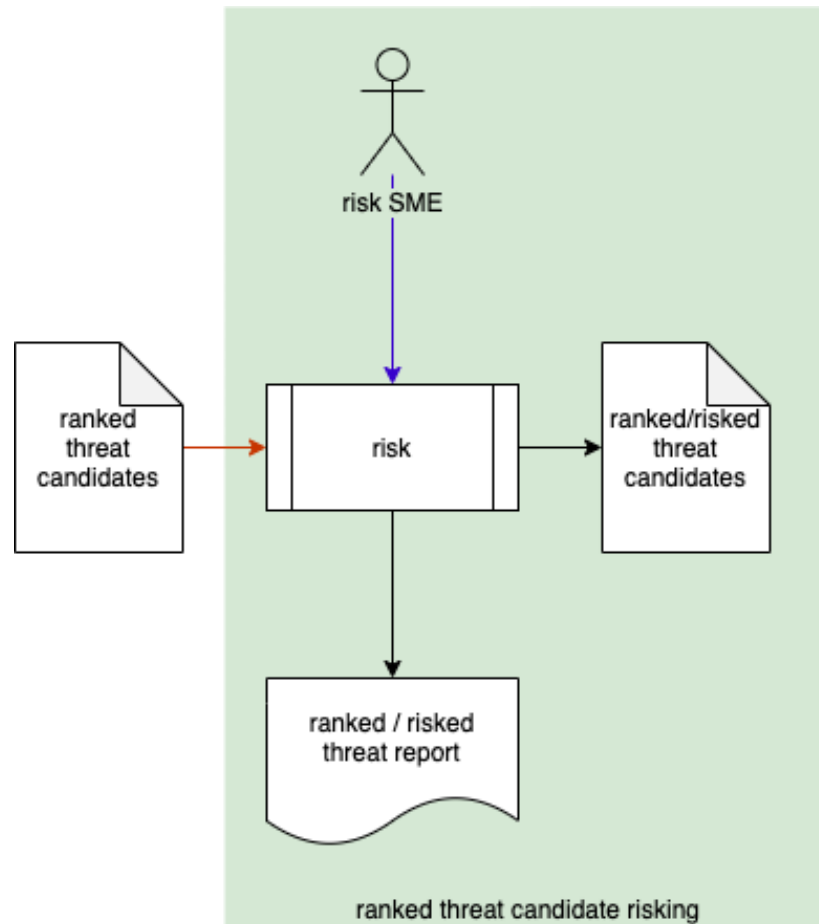 risk SME
ranked
threat
candidates
risk
ranked/risked
threat
candidates
ranked / risked
threat report
ranked threat candidate risking